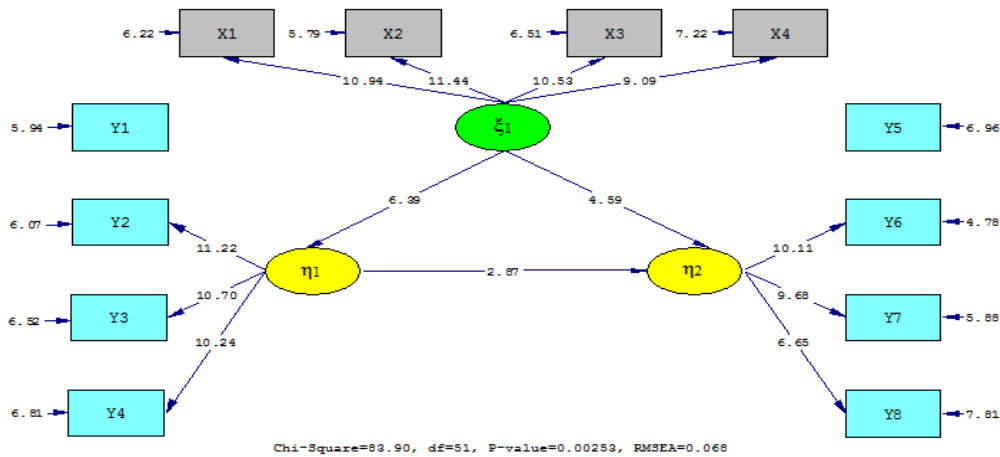 6.22 X1 5.79 X2 6.51 X3 7.22 X4
10.94 11.44 10.53 9.09
5.94 Y1 ξ1 Y5 6.96
6.39 4.59
6.07 Y2 Y6 4.78
11.22 10.11
η1 2.87 η2
10.70 9.68
6.52 Y3 Y7 5.88
10.24 6.65
6.81 Y4 Y8 7.81
Chi-Square=83.90, df=51, P-value=0.00253, RMSEA=0.068